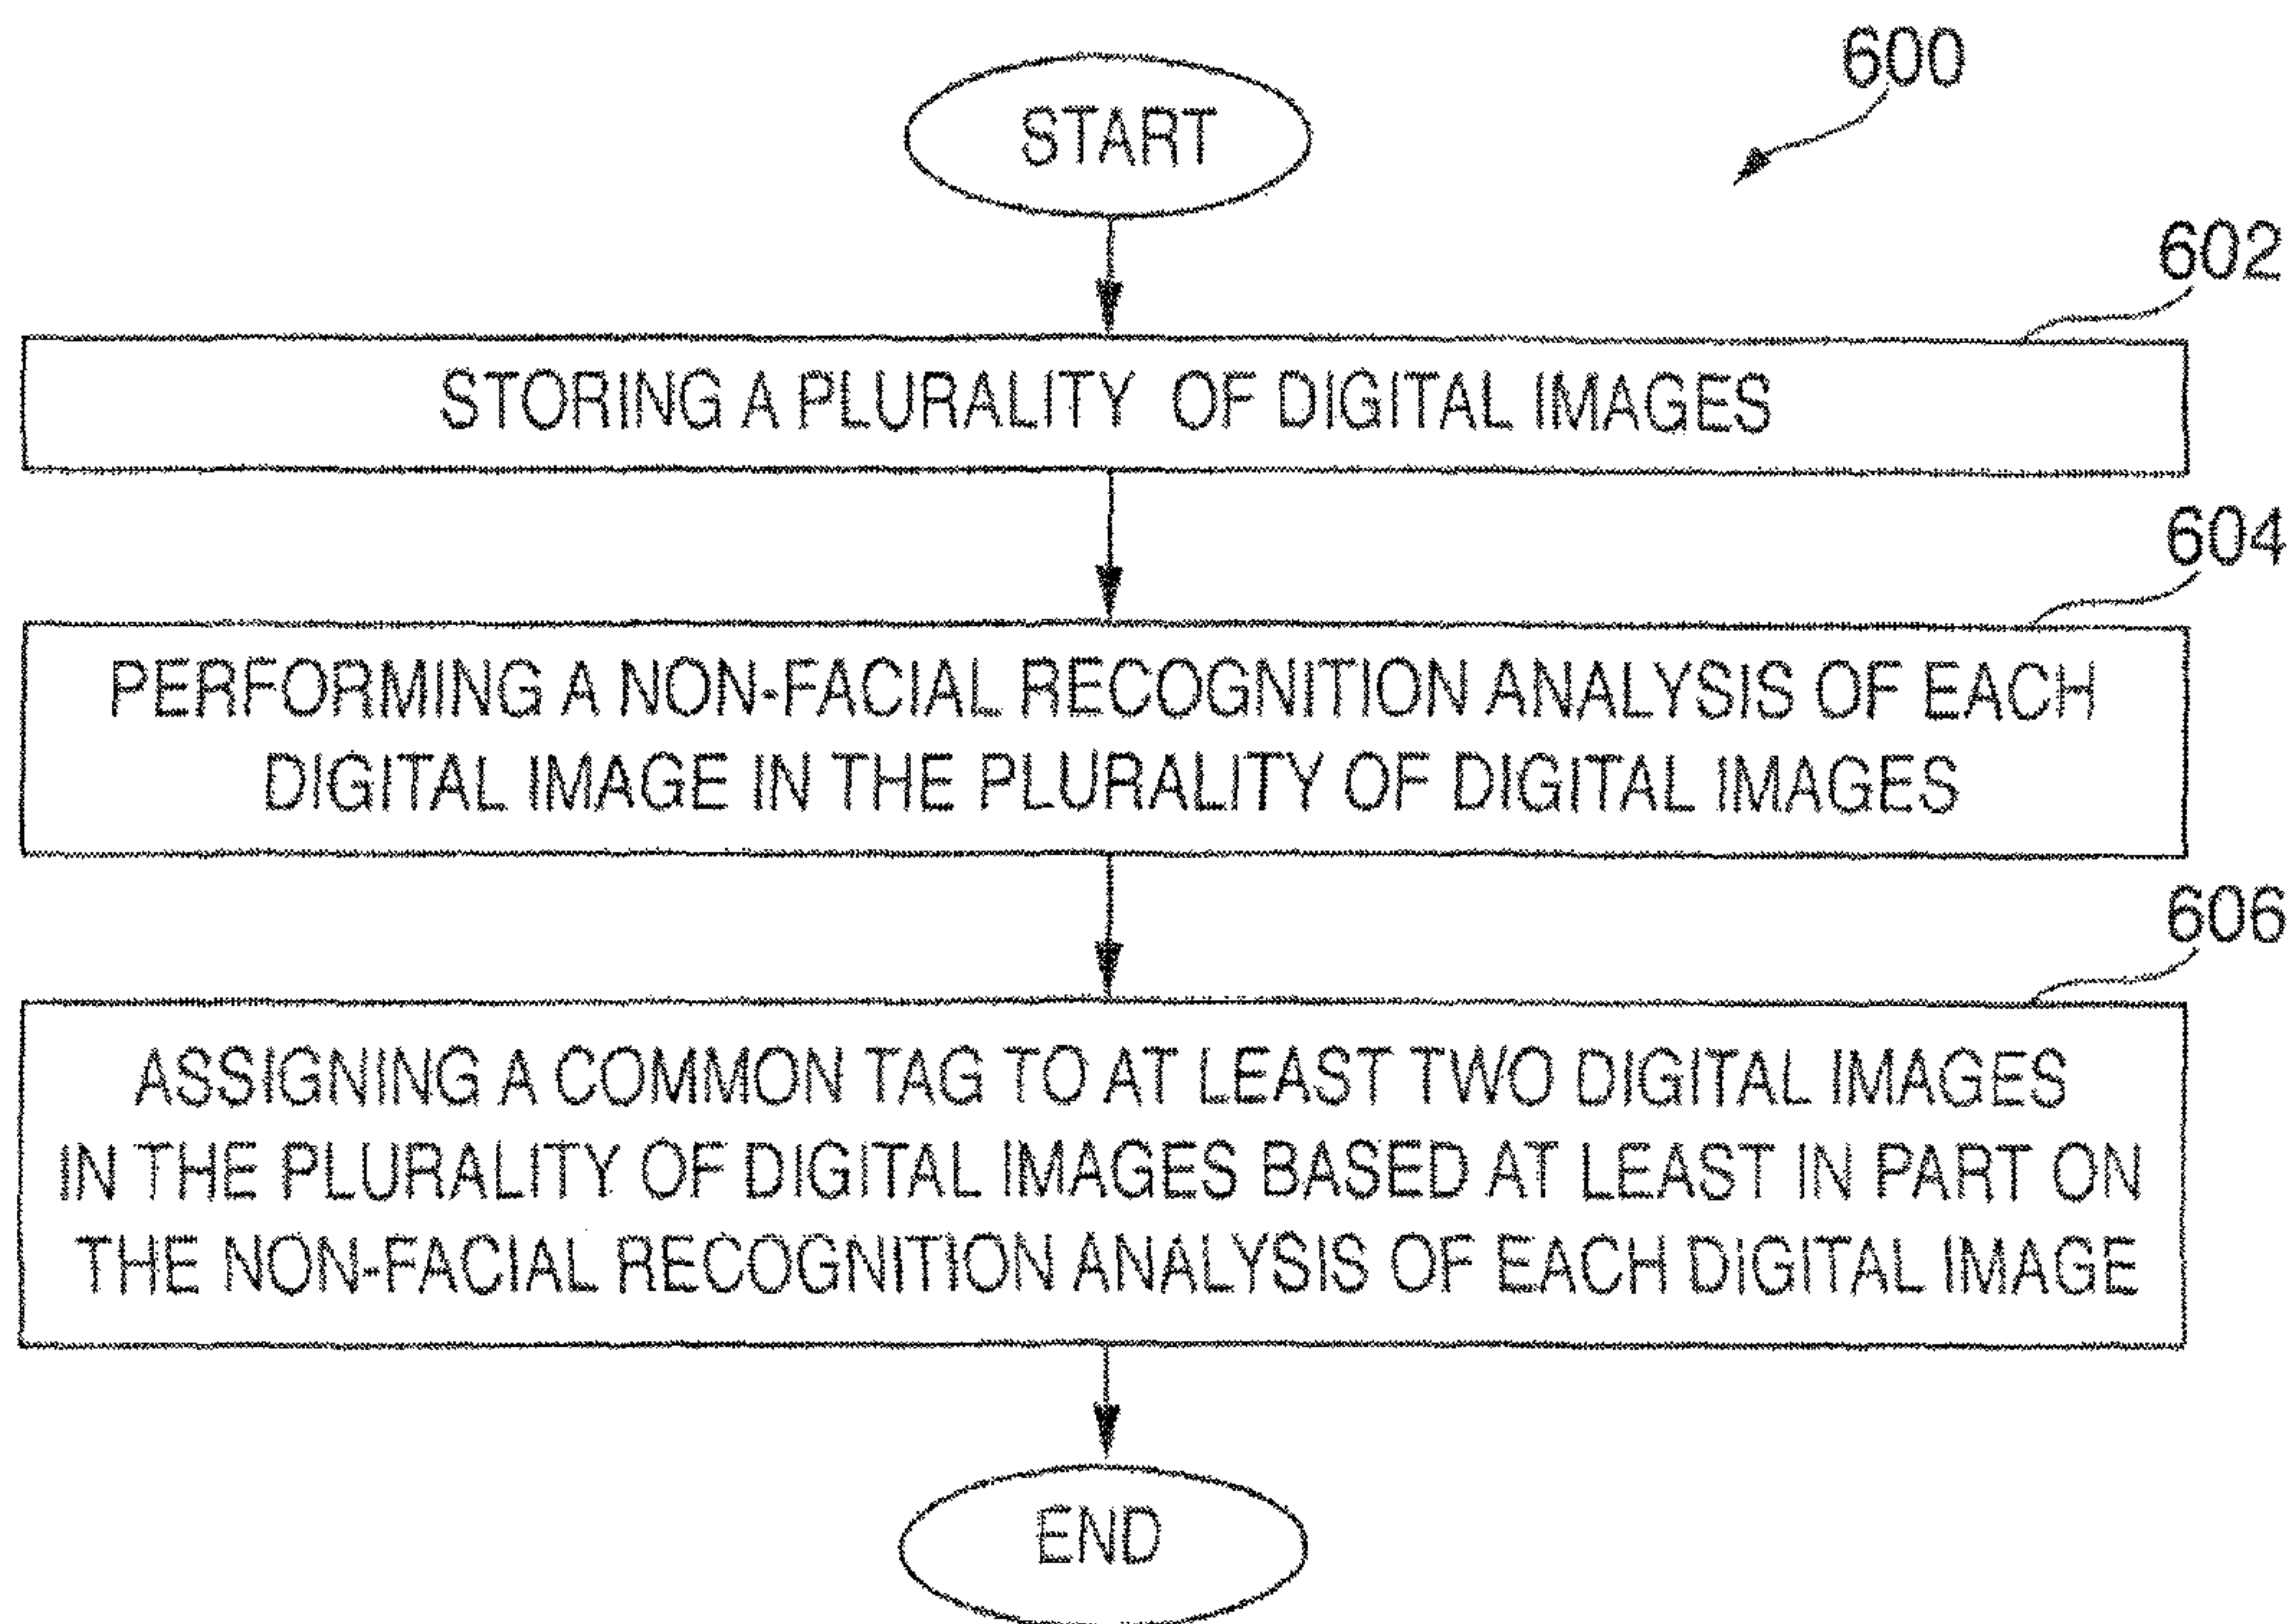 600
START
602
STORING A PLURALITY OF DIGITAL IMAGES
604
PERFORMING A NON-FACIAL RECOGNITION ANALYSIS OF EACH
DIGITAL IMAGE IN THE PLURALITY OF DIGITAL IMAGES
606
ASSIGNING A COMMON TAG TO AT LEAST TWO DIGITAL IMAGES
IN THE PLURALITY OF DIGITAL IMAGES BASED AT LEAST IN PART ON
THE NON-FACIAL RECOGNITION ANALYSIS OF EACH DIGITAL IMAGE
END